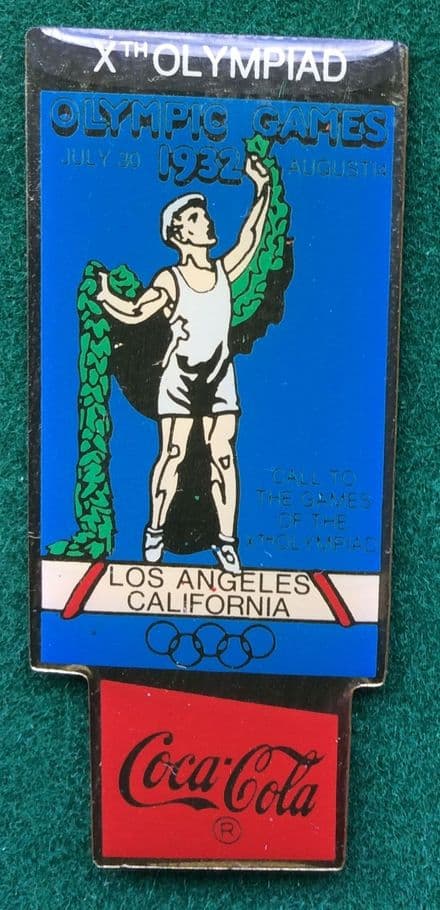 XTH OLYMPIAD
OLYMPIC GAMES
JULY 30 1932 AUGUST 14
CALL TO
THE GAMES
OF THE
XTH OLYMPIAD
LOS ANGELES
CALIFORNIA
Coca-Cola
®